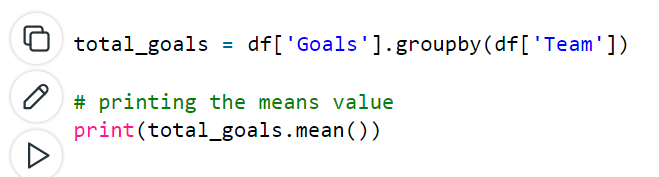 total_goals = df['Goals'].groupby(df['Team'])
# printing the means value
print(total_goals.mean())